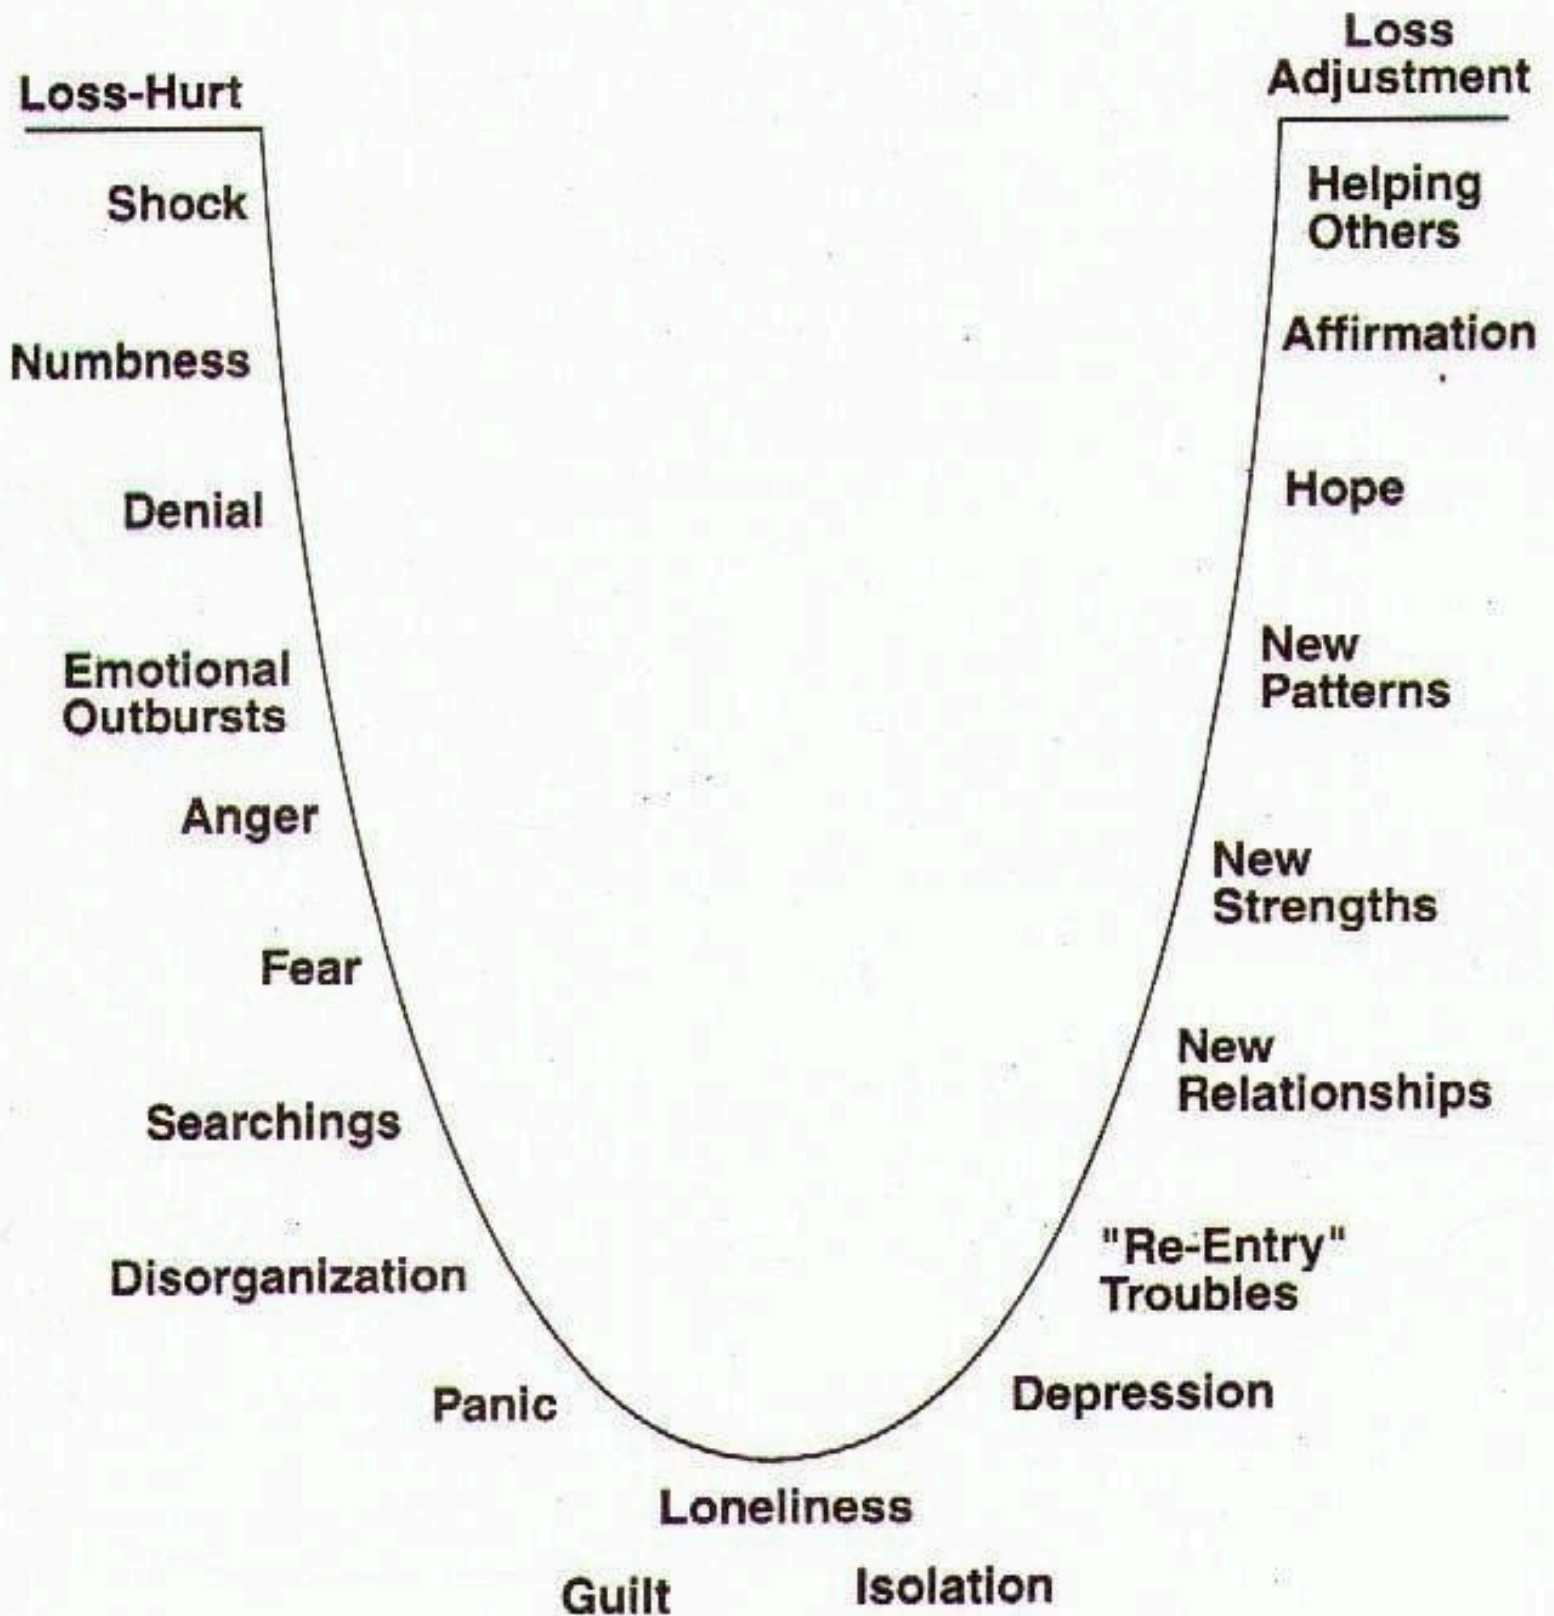 Loss-Hurt
Shock
Numbness
Denial
Emotional
Outbursts
Anger
Fear
Searchings
Disorganization
Panic
Loneliness
Guilt
Isolation
Depression
"Re-Entry"
Troubles
New
Relationships
New
Strengths
New
Patterns
Hope
Affirmation
Helping
Others
Loss
Adjustment